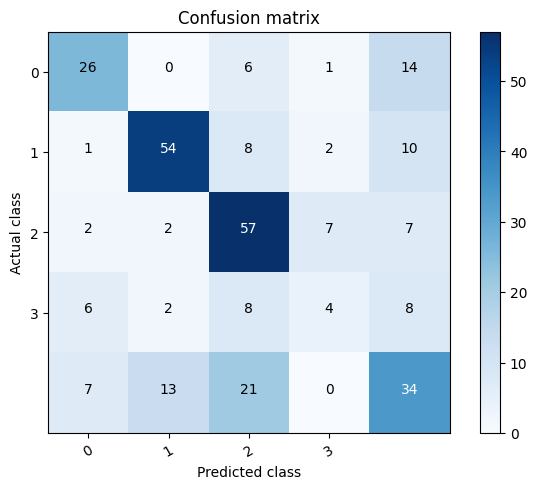 Confusion matrix
0 26 0 6 1 14
1 1 54 8 2 10
2 2 2 57 7 7
3 6 2 8 4 8
7 13 21 0 34
0 1 2 3
Predicted class
Actual class
50
40
30
20
10
0